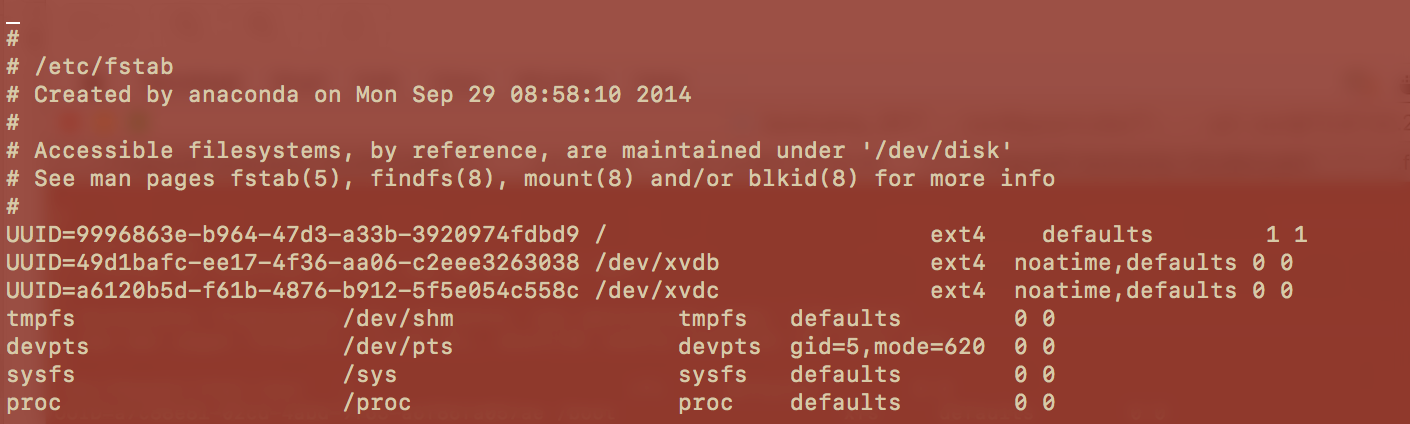 #
# /etc/fstab
# Created by anaconda on Mon Sep 29 08:58:10 2014
#
# Accessible filesystems, by reference, are maintained under '/dev/disk'
# See man pages fstab(5), findfs(8), mount(8) and/or blkid(8) for more info
#
UUID=9996863e-b964-47d3-a33b-3920974fdbd9 /                       ext4    defaults        1 1
UUID=49d1bafc-ee17-4f36-aa06-c2eee3263038 /dev/xvdb               ext4  noatime,defaults 0 0
UUID=a6120b5d-f61b-4876-b912-5f5e054c558c /dev/xvdc               ext4  noatime,defaults 0 0
tmpfs                   /dev/shm                tmpfs   defaults        0 0
devpts                  /dev/pts                devpts  gid=5,mode=620  0 0
sysfs                   /sys                    sysfs   defaults        0 0
proc                    /proc                   proc    defaults        0 0